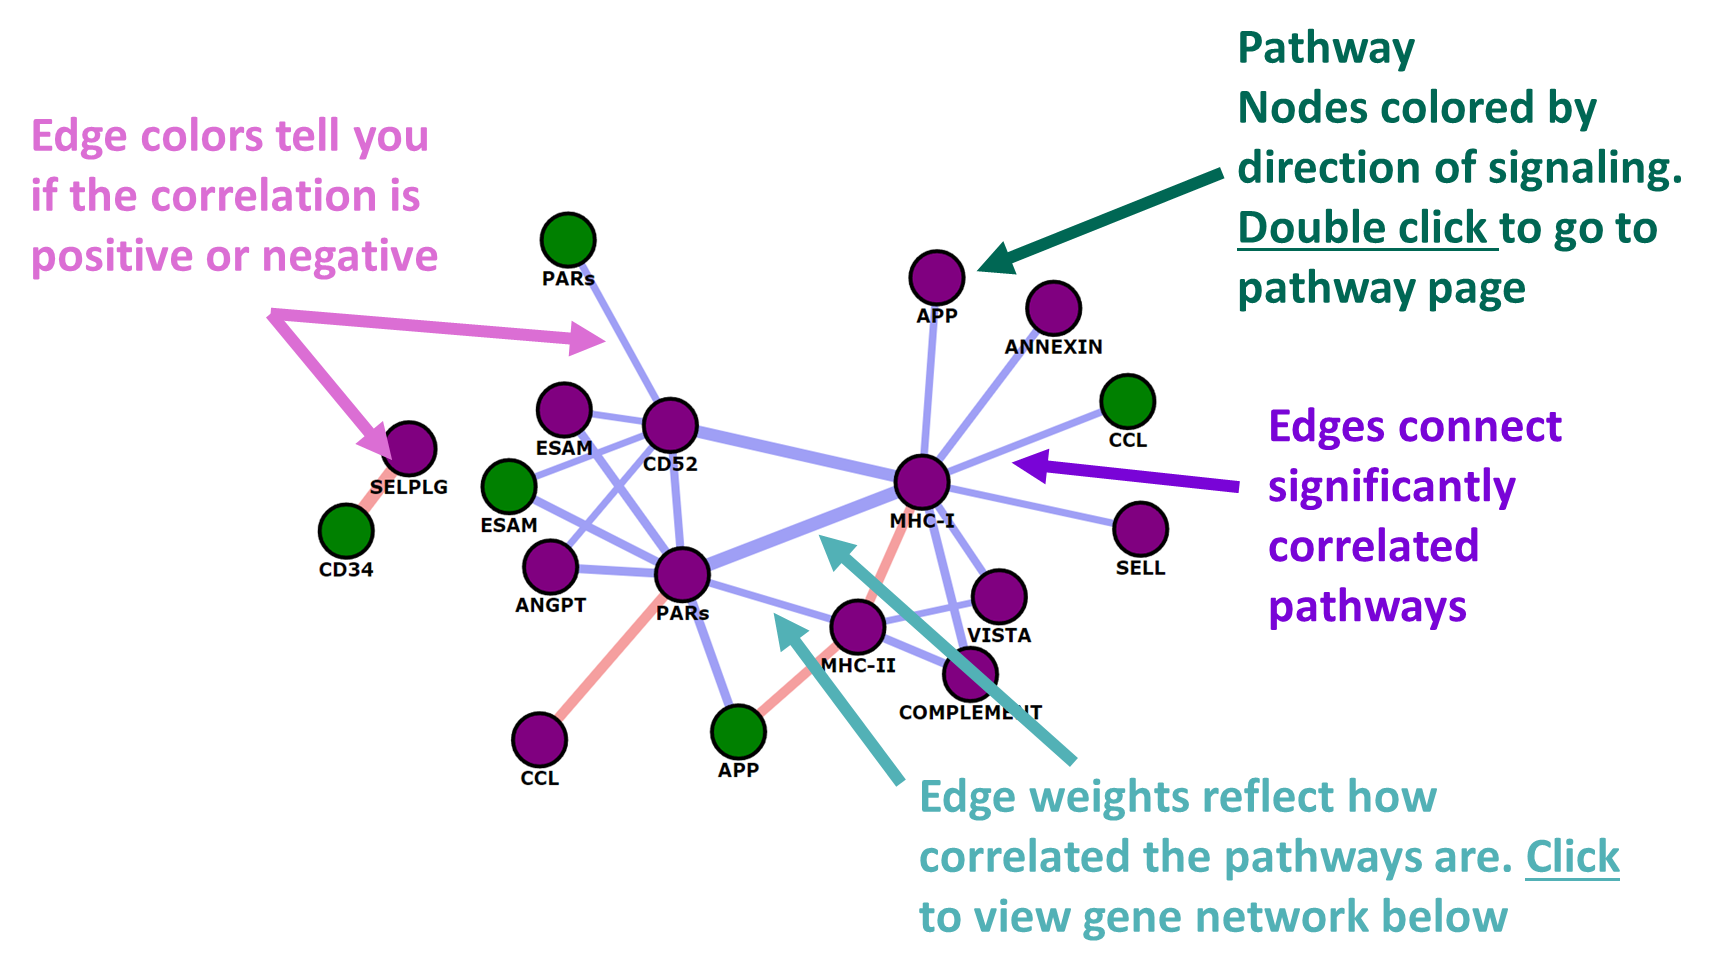 Pathway
Nodes colored by
direction of signaling.
Double click to go to
pathway page
Edge colors tell you
if the correlation is
positive or negative
PARs
APP
ANNEXIN
CCL
ESAM
CD52
SELPLG
ESAM
MHC-I
CD34
SELL
ANGPT
PARs
VISTA
MHC-II
COMPLEMENT
CCL
APP
Edges connect
significantly
correlated
pathways
Edge weights reflect how
correlated the pathways are. Click
to view gene network below